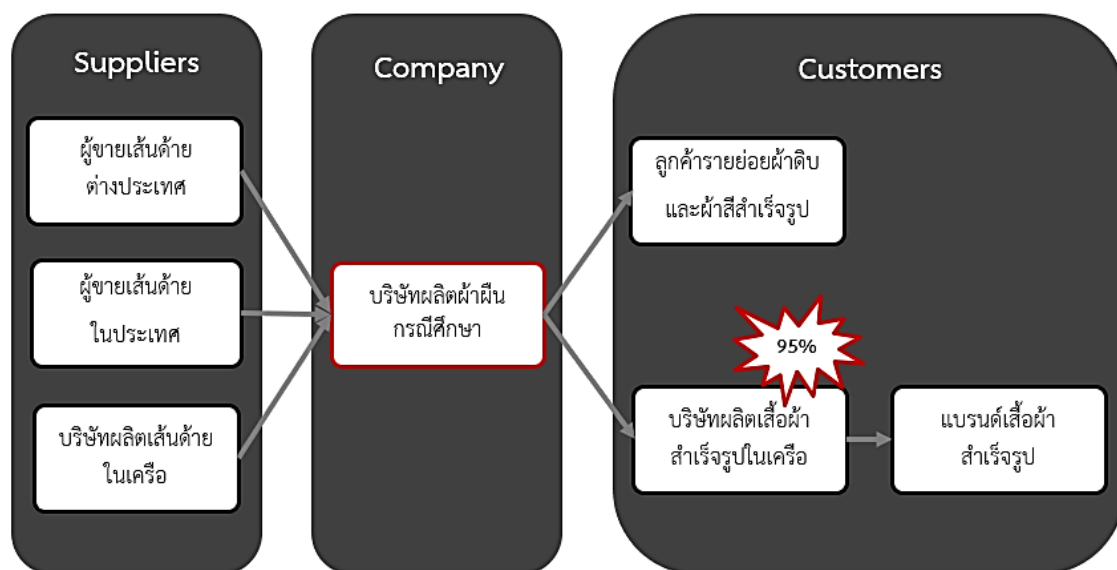 Suppliers
ผู้ขายเส้นด้าย
ต่างประเทศ
ผู้ขายเส้นด้าย
ในประเทศ
บริษัทผลิตเส้นด้าย
ในเครือ
Company
บริษัทผลิตผ้าผืน
กรณีศึกษา
Customers
ลูกค้ารายย่อยผ้าดิบ
และผ้าสีสำเร็จรูป
95%
บริษัทผลิตเสื้อผ้า
สำเร็จรูปในเครือ
แบรนด์เสื้อผ้า
สำเร็จรูป